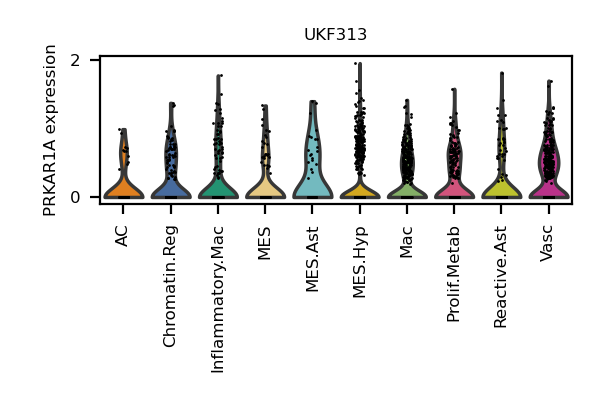 UKF313
PRKAR1A expression
2
0
AC
Chromatin.Reg
Inflammatory.Mac
MES
MES.Ast
MES.Hyp
Mac
Prolif.Metab
Reactive.Ast
Vasc